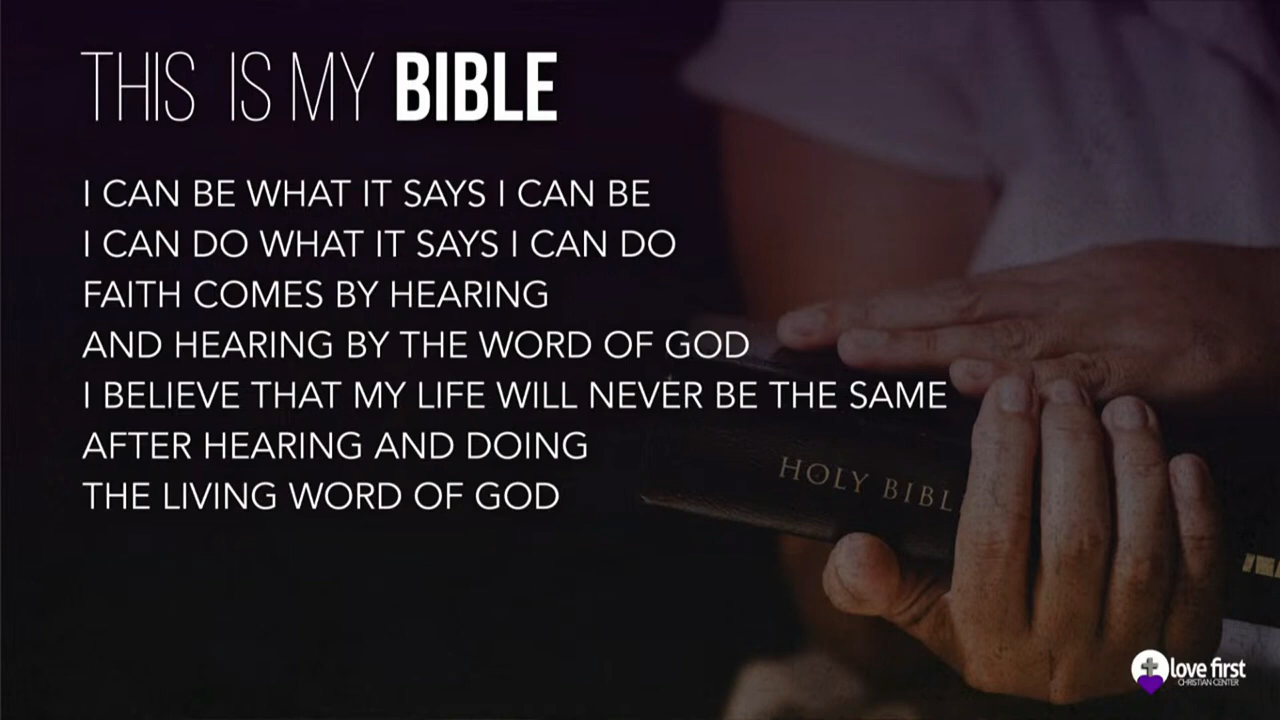 THIS IS MY BIBLE
I CAN BE WHAT IT SAYS I CAN BE
I CAN DO WHAT IT SAYS I CAN DO
FAITH COMES BY HEARING
AND HEARING BY THE WORD OF GOD
I BELIEVE THAT MY LIFE WILL NEVER BE THE SAME
AFTER HEARING AND DOING
THE LIVING WORD OF GOD
HOLY BIBL
love first
CHRISTIAN CENTER